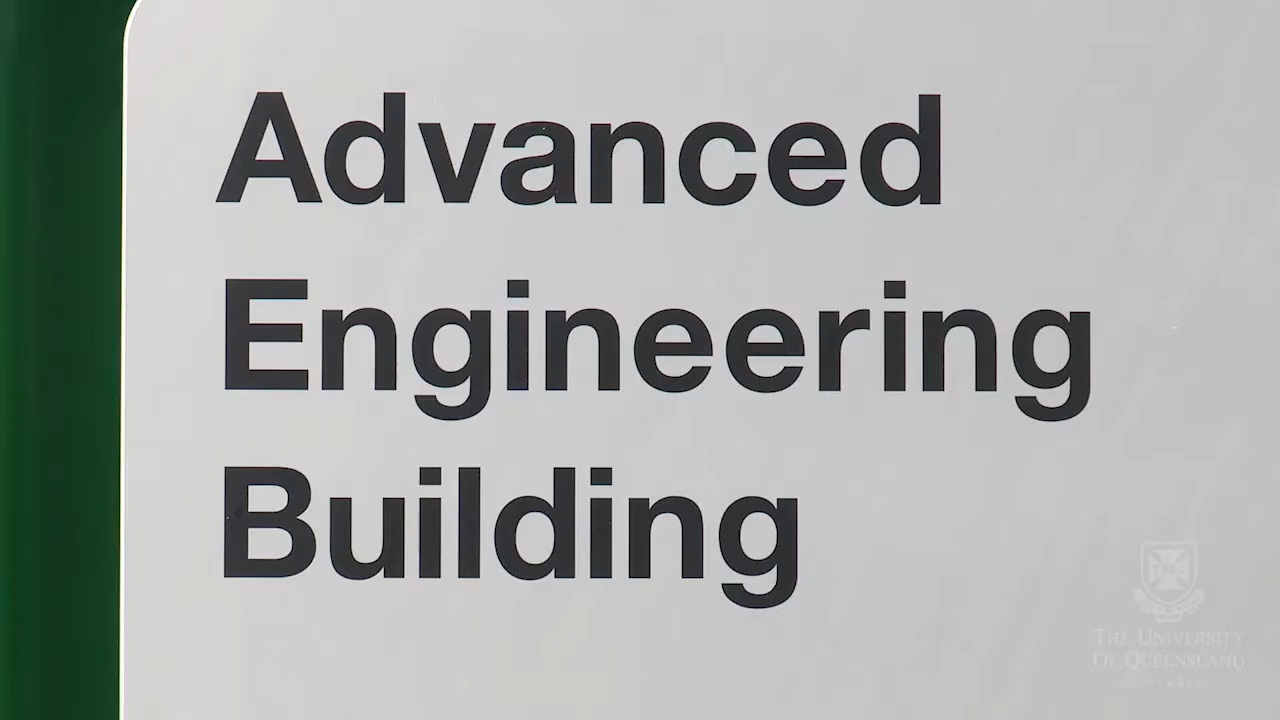 Advanced
Engineering
Building
THE UNIVERSITY
OF QUEENSLAND